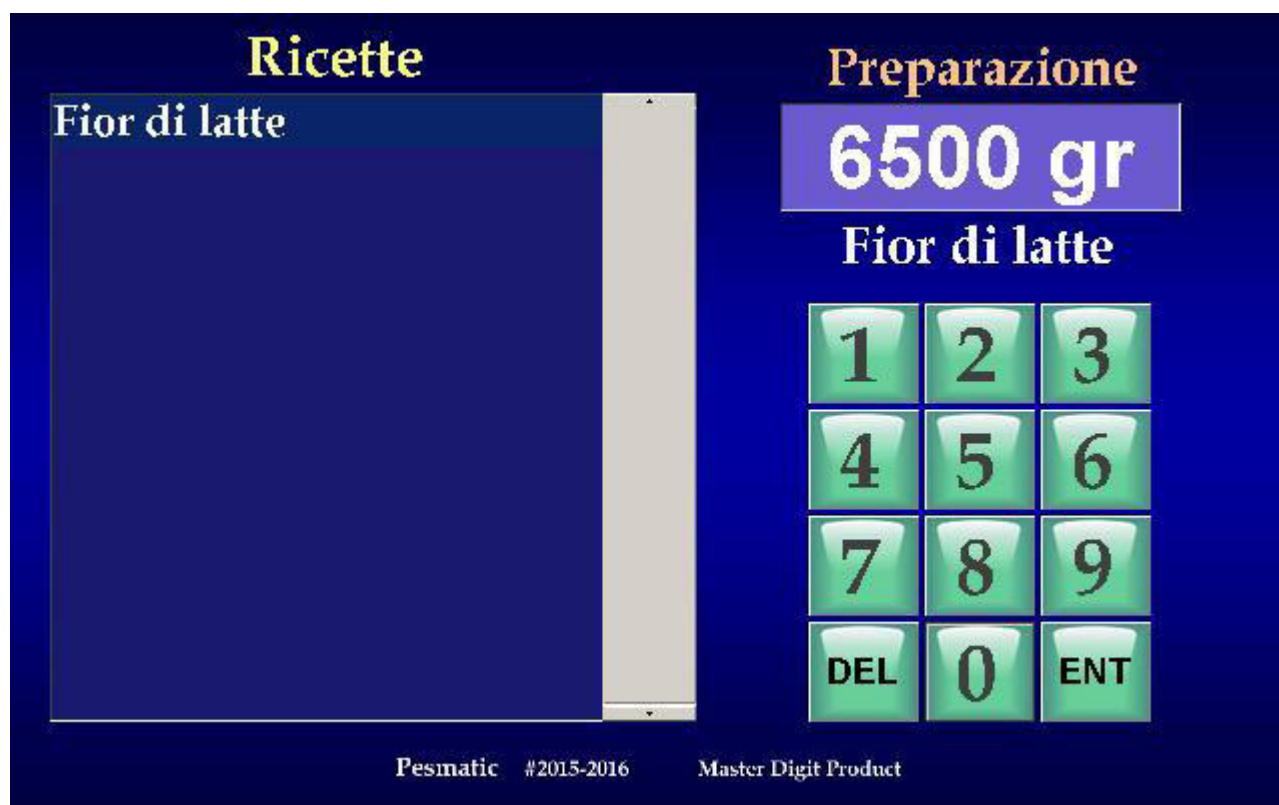 Ricette
Fior di latte
Preparazione
6500 gr
Fior di latte
1 2 3
4 5 6
7 8 9
DEL 0 ENT
Pesmatic #2015-2016 Master Digit Product